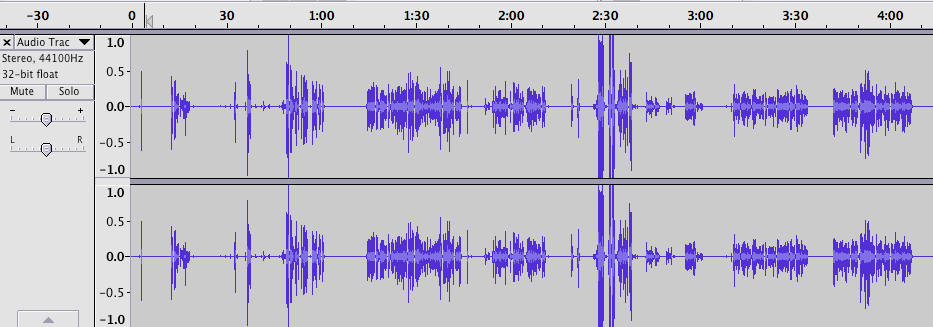 -30 0 30 1:00 1:30 2:00 2:30 3:00 3:30 4:00
× Audio Trac ▼
Stereo, 44100Hz
32-bit float
Mute Solo
- +
L R
1.0
0.5
0.0
-0.5
-1.0
1.0
0.5
0.0
-0.5
-1.0